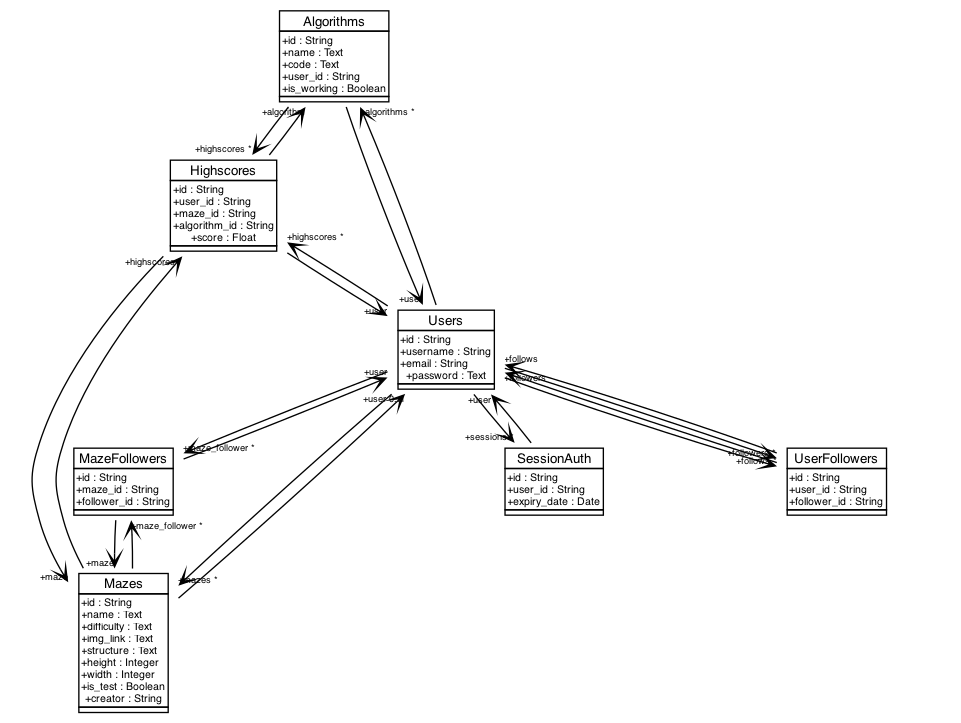 Algorithms
+id : String
+name : Text
+code : Text
+user_id : String
+is_working : Boolean
+algorithm
+algorithms *
+highscores *
Highscores
+id : String
+user_id : String
+maze_id : String
+algorithm_id : String
+score : Float
+highscores *
+highscores
+user
+user
Users
+id : String
+username : String
+email : String
+password : Text
+follows
+user
+followers
+user
+user
+sessions
+maze_follower *
+followers
+follows
MazeFollowers
+id : String
+maze_id : String
+follower_id : String
SessionAuth
+id : String
+user_id : String
+expiry_date : Date
UserFollowers
+id : String
+user_id : String
+follower_id : String
+maze_follower *
+maze
+maze
+mazes *
Mazes
+id : String
+name : Text
+difficulty : Text
+img_link : Text
+structure : Text
+height : Integer
+width : Integer
+is_test : Boolean
+creator : String